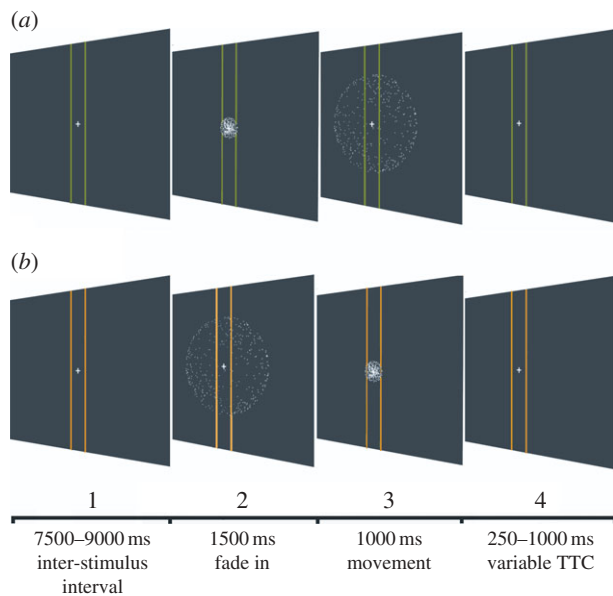 (a)
(b)
1 2 3 4
7500–9000 ms 1500 ms 1000 ms 250–1000 ms
inter-stimulus fade in movement variable TTC
interval